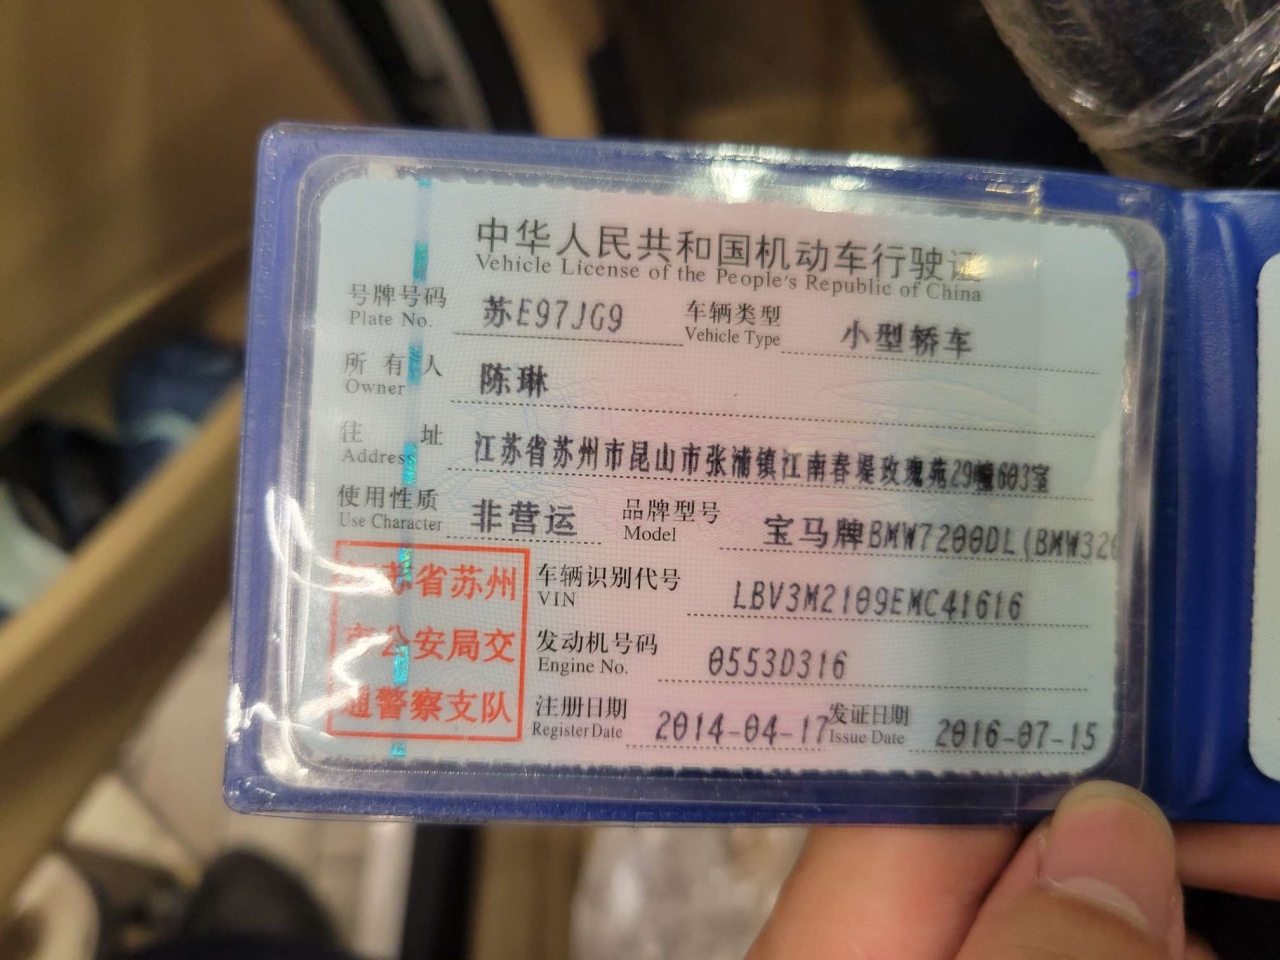 中华人民共和国机动车行驶证
Vehicle License of the People's Republic of China
号牌号码 苏E97JG9 车辆类型 小型轿车
Plate No. Vehicle Type
所有人 陈琳
Owner
住址 江苏省苏州市昆山市张浦镇江南春堤玫瑰苑29幢603室
Address
使用性质 非营运 品牌型号 宝马牌BMW7200DL(BMW320
Use Character Model
江苏省苏州
市公安局交
通警察支队
车辆识别代号 LBV3M2109EMC41616
VIN
发动机号码 0553D316
Engine No.
注册日期 2014-04-17 发证日期 2016-07-15
Register Date Issue Date